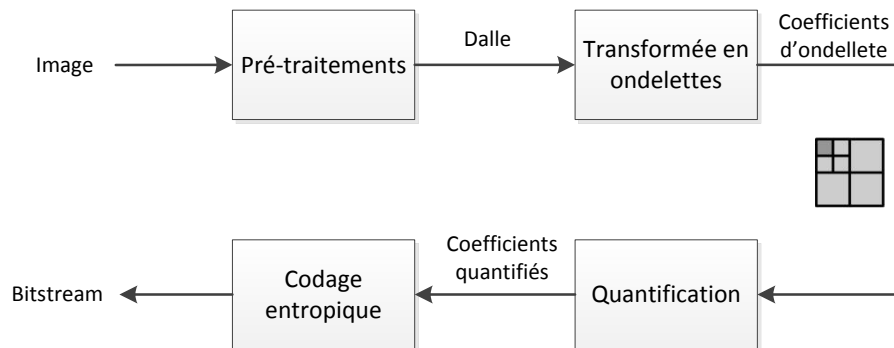 Image
Pré-traitements
Dalle
Transformée en
ondelettes
Coefficients
d’ondellete
Bitstream
Codage
entropique
Coefficients
quantifiés
Quantification